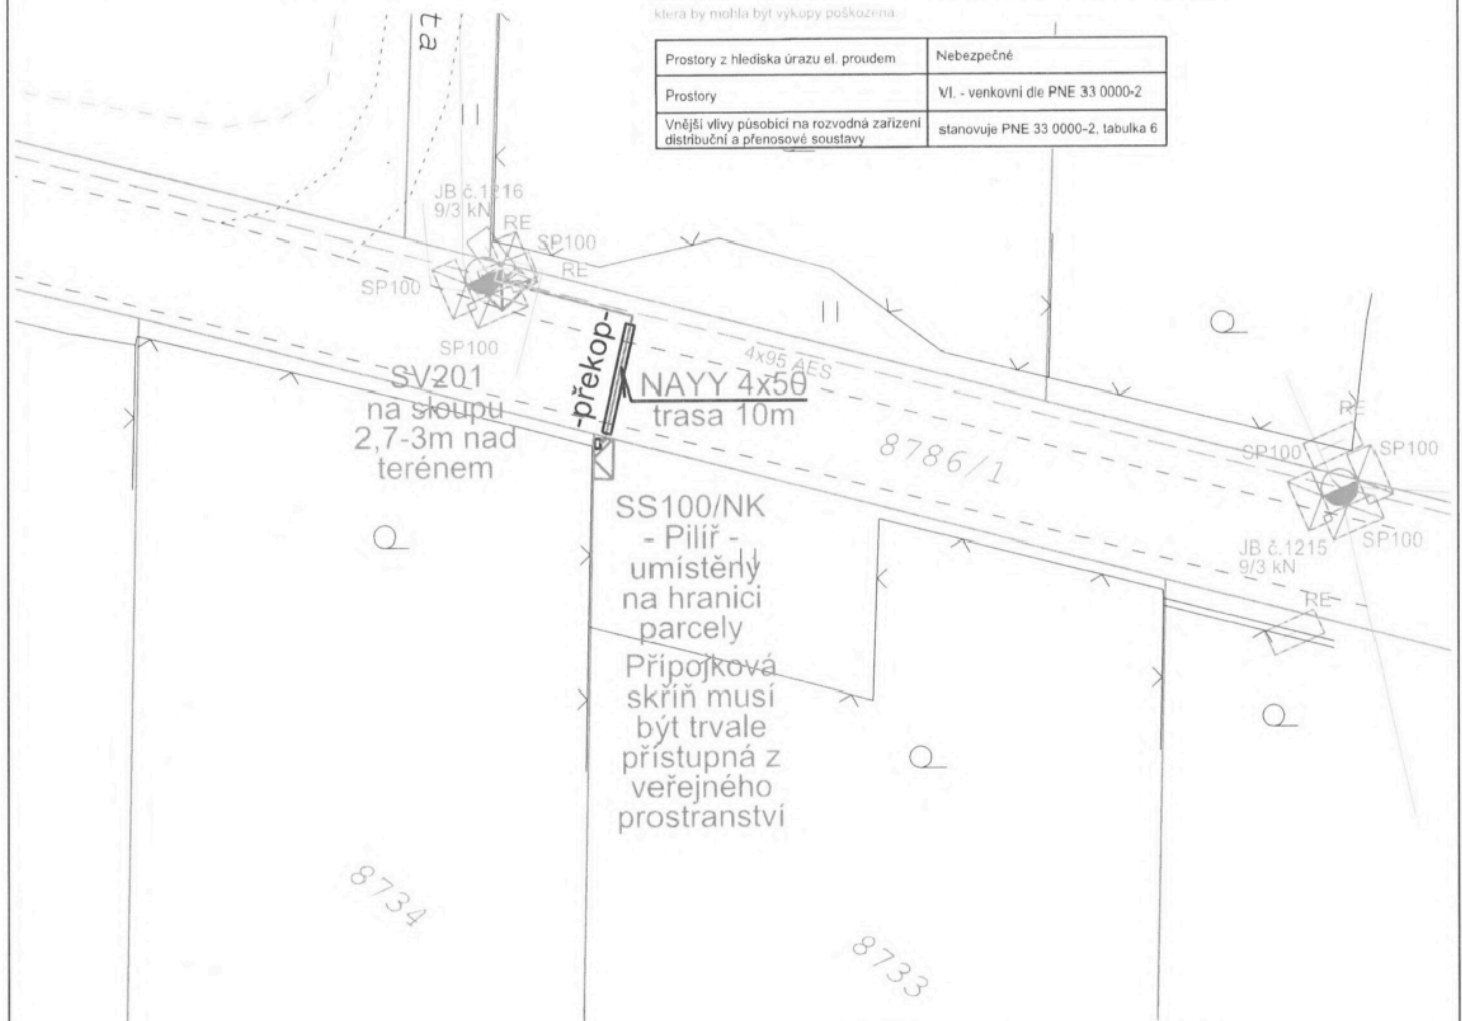 která by mohla být výkopy poškozena.
Prostory z hlediska úrazu el. proudem
Nebezpečné
Prostory
VI. - venkovní dle PNE 33 0000-2
Vnější vlivy působící na rozvodná zařízení
distribuční a přenosové soustavy
stanovuje PNE 33 0000-2, tabulka 6
ta
JB č.1216
9/3 kN
RE
SP100
RE
SP100
SP100
SV201
na sloupu
2,7-3m nad
terénem
-překop-
4x95 AES
NAYY 4x50
trasa 10m
8786/1
RE
SP100
SP100
SP100
JB č.1215
9/3 kN
RE
SS100/NK
- Pilíř -
umístěný
na hranici
parcely
Přípojková
skříň musí
být trvale
přístupná z
veřejného
prostranství
8734
8733